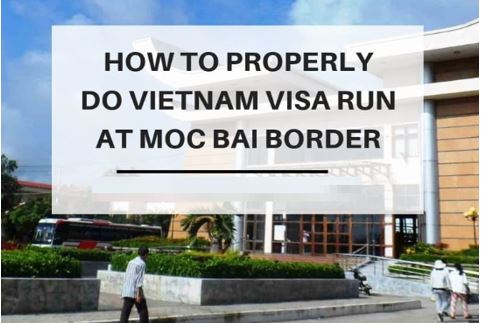 HOW TO PROPERLY
DO VIETNAM VISA RUN
AT MOC BAI BORDER